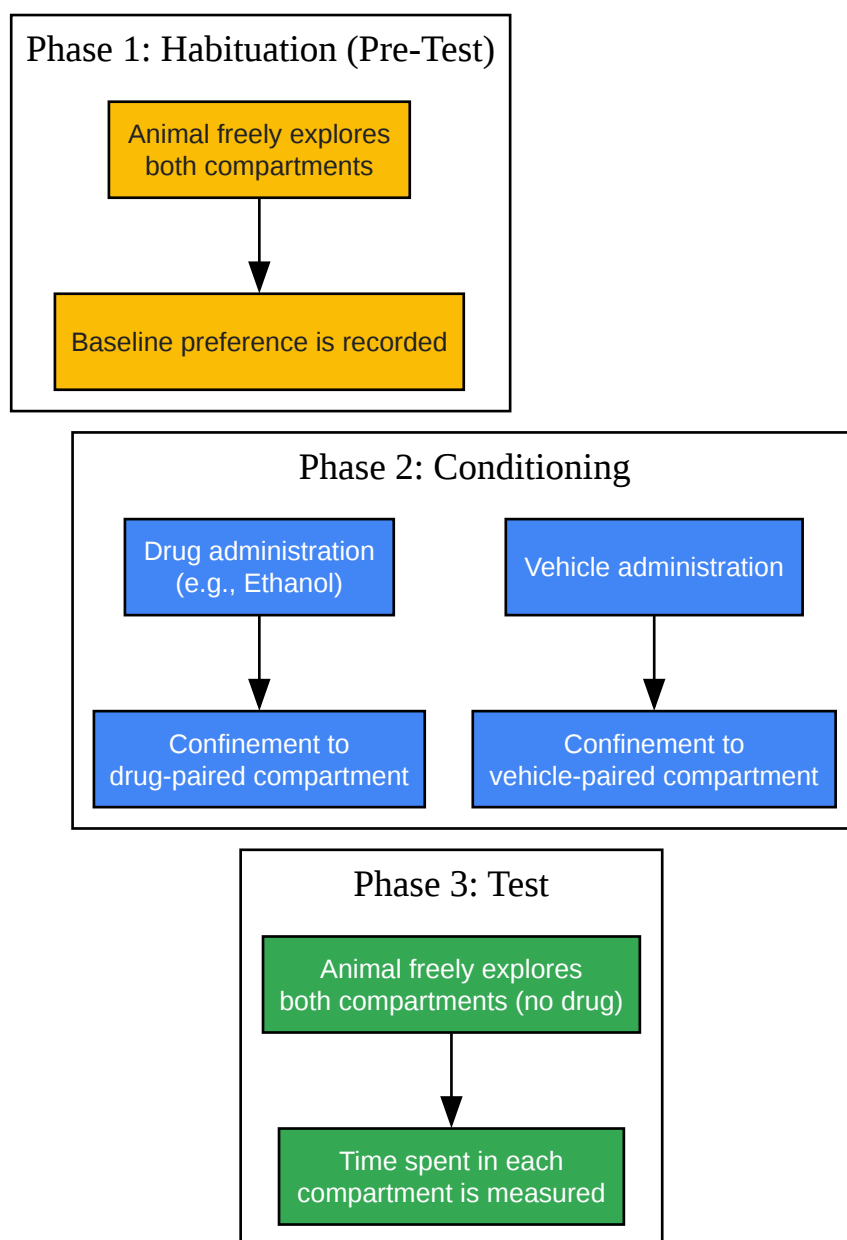 Phase 1: Habituation (Pre-Test)
Animal freely explores
both compartments
Baseline preference is recorded
Phase 2: Conditioning
Drug administration
(e.g., Ethanol)
Vehicle administration
Confinement to
drug-paired compartment
Confinement to
vehicle-paired compartment
Phase 3: Test
Animal freely explores
both compartments (no drug)
Time spent in each
compartment is measured